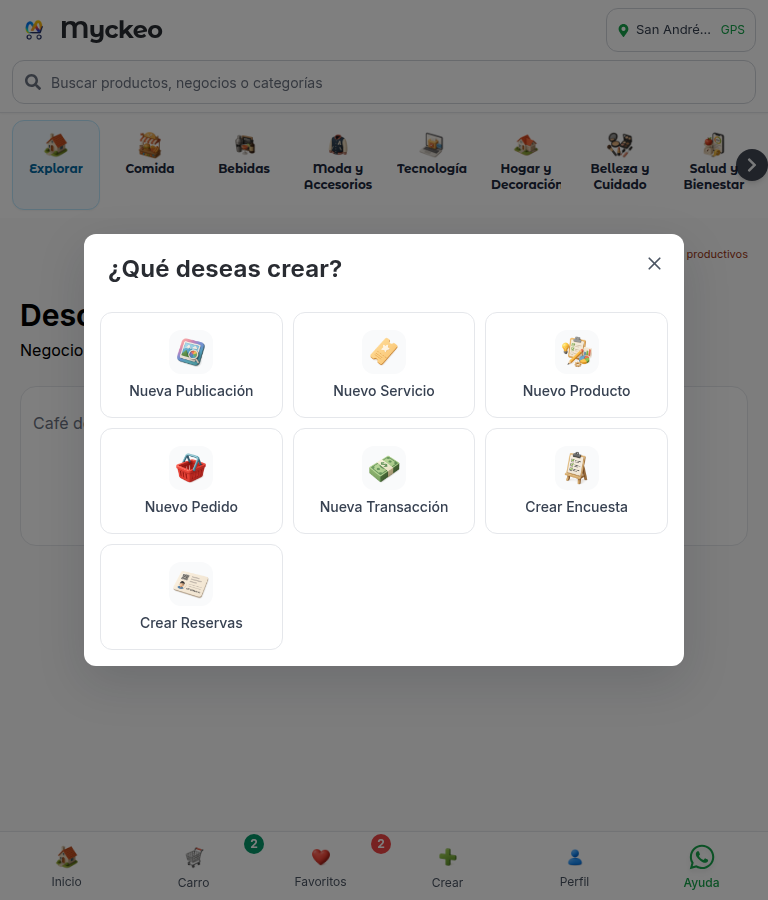 Myckeo
San André... GPS
Buscar productos, negocios o categorías
Explorar
Comida
Bebidas
Moda y
Accesorios
Tecnología
Hogar y
Decoración
Belleza y
Cuidado
Salud y
Bienestar
productivos
¿Qué deseas crear?
Desc
Negocio
Café d
Nueva Publicación
Nuevo Servicio
Nuevo Producto
Nuevo Pedido
Nueva Transacción
Crear Encuesta
Crear Reservas
2
2
Inicio
Carro
Favoritos
Crear
Perfil
Ayuda